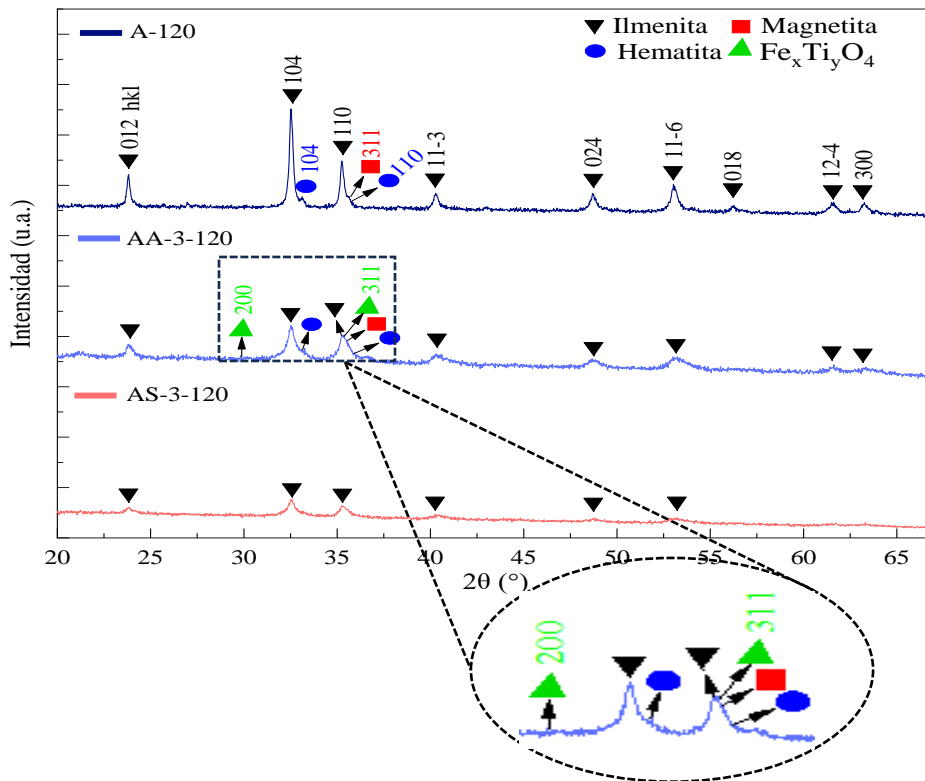 A-120
Ilmenita
Magnetita
Hematita
FexTiyO4
012 hkl
104
104
110
311
110
11-3
024
11-6
018
12-4
300
Intensidad (u.a.)
AA-3-120
200
311
AS-3-120
20
25
30
35
40
45
50
55
60
65
2θ (°)
200
311